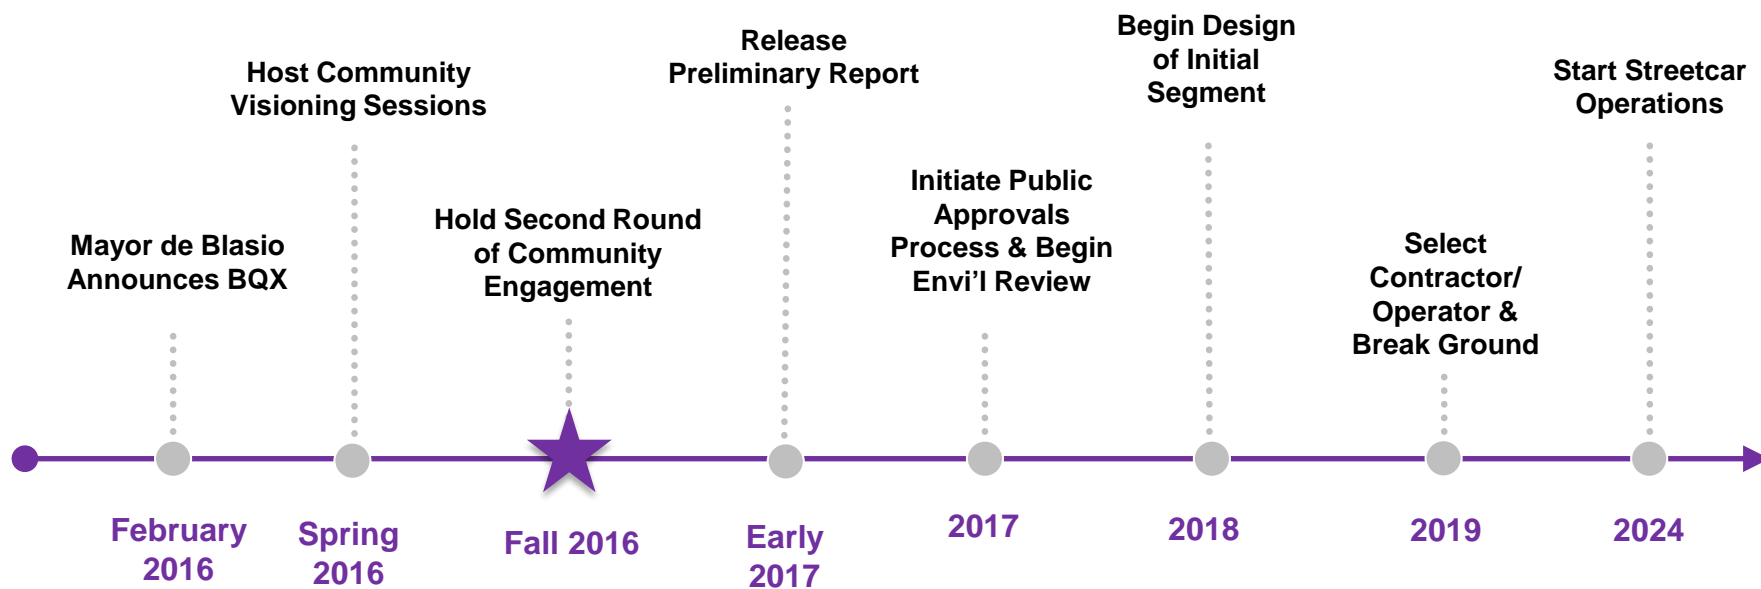 Mayor de Blasio
Announces BQX
February
2016
Host Community
Visioning Sessions
Spring
2016
Hold Second Round
of Community
Engagement
Fall 2016
Release
Preliminary Report
Early
2017
Initiate Public
Approvals
Process & Begin
Envi’l Review
2017
Begin Design
of Initial
Segment
2018
Select
Contractor/
Operator &
Break Ground
2019
Start Streetcar
Operations
2024